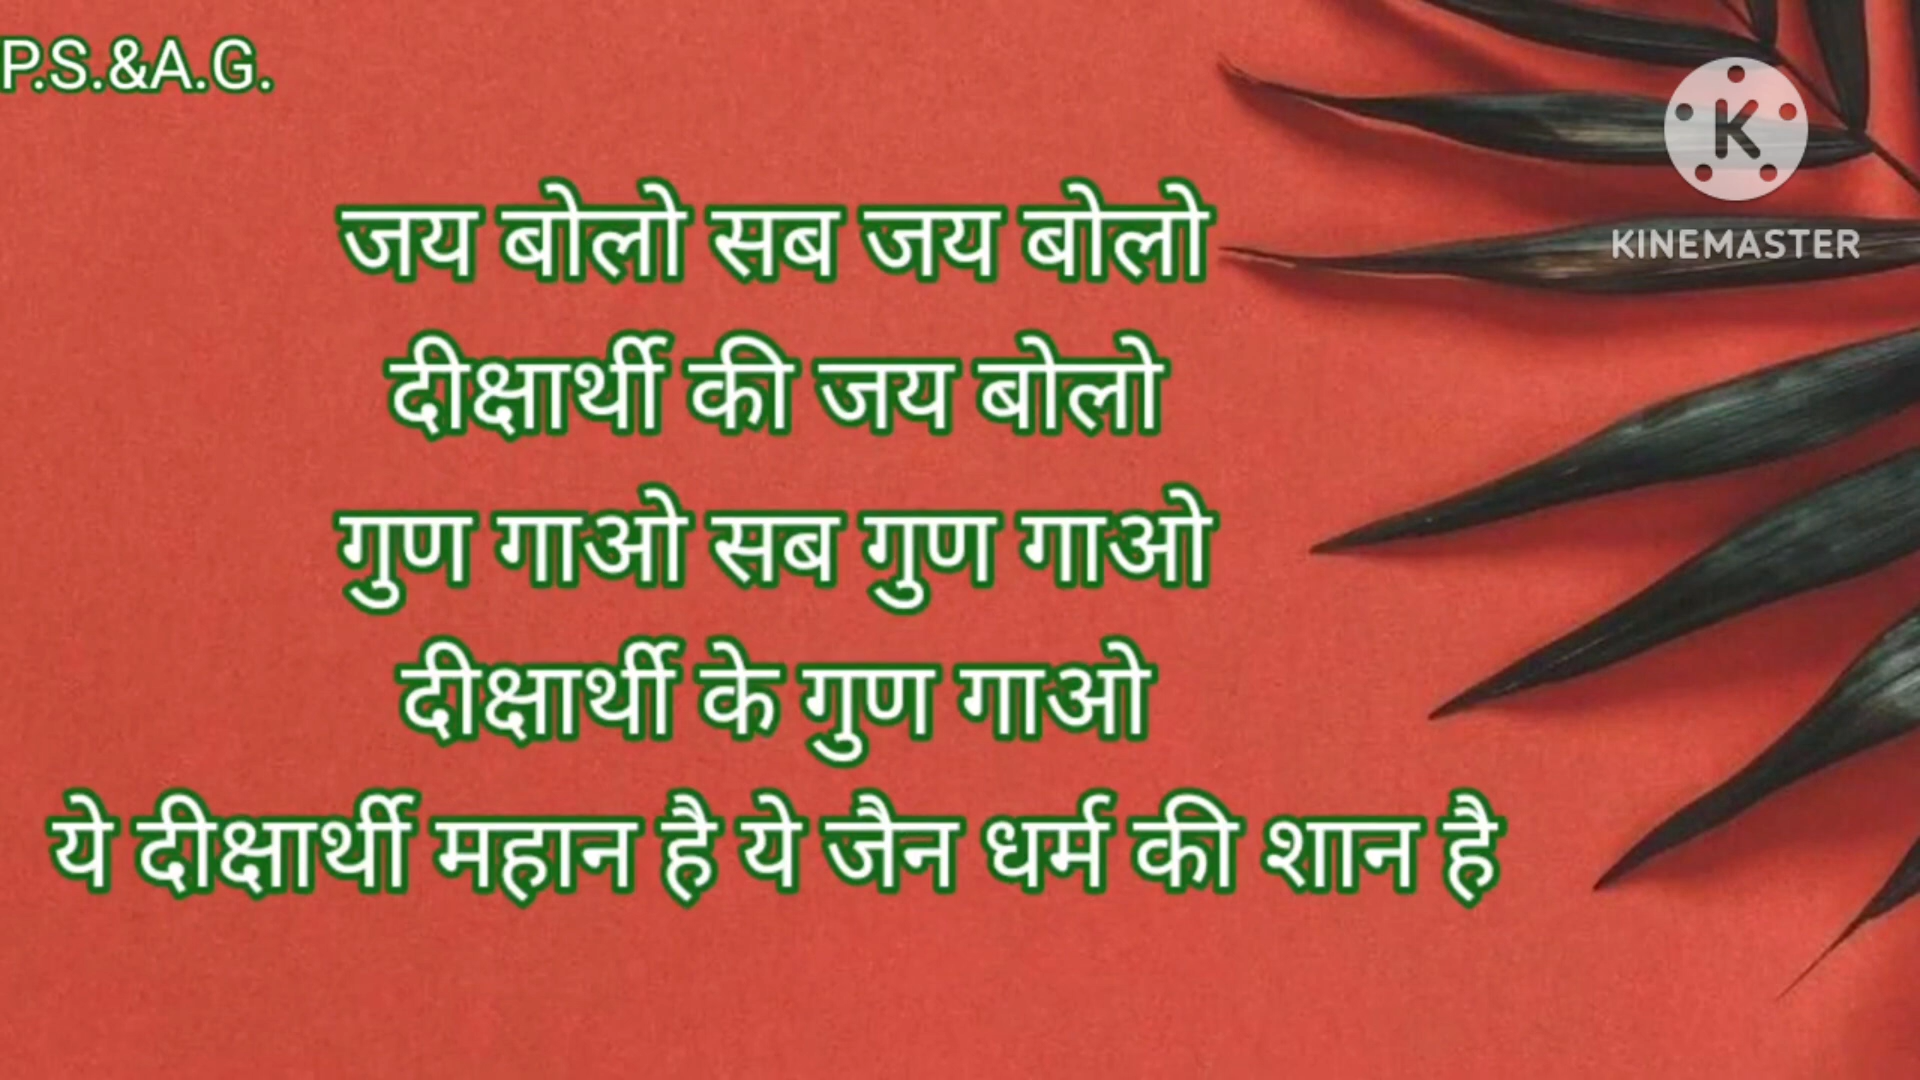 P.S.&A.G.
KINEMASTER
जय बोलो सब जय बोलो
दीक्षार्थी की जय बोलो
गुण गाओ सब गुण गाओ
दीक्षार्थी के गुण गाओ
ये दीक्षार्थी महान है ये जैन धर्म की शान है